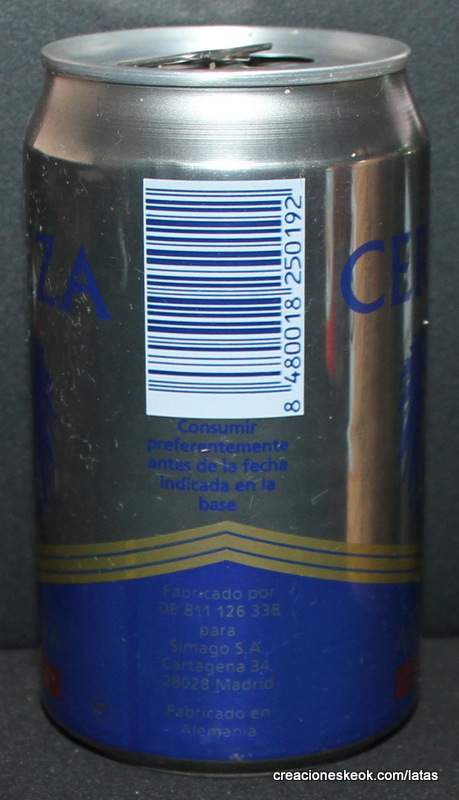 ZA
CE
8 480018 250192
Consumir
preferentemente
antes de la fecha
indicada en la
base
Fabricado por
DE 811 126 338
para
Simago S.A.
Cartagena 34,
28028 Madrid
Fabricado en
Alemania
creacioneskeok.com/latas